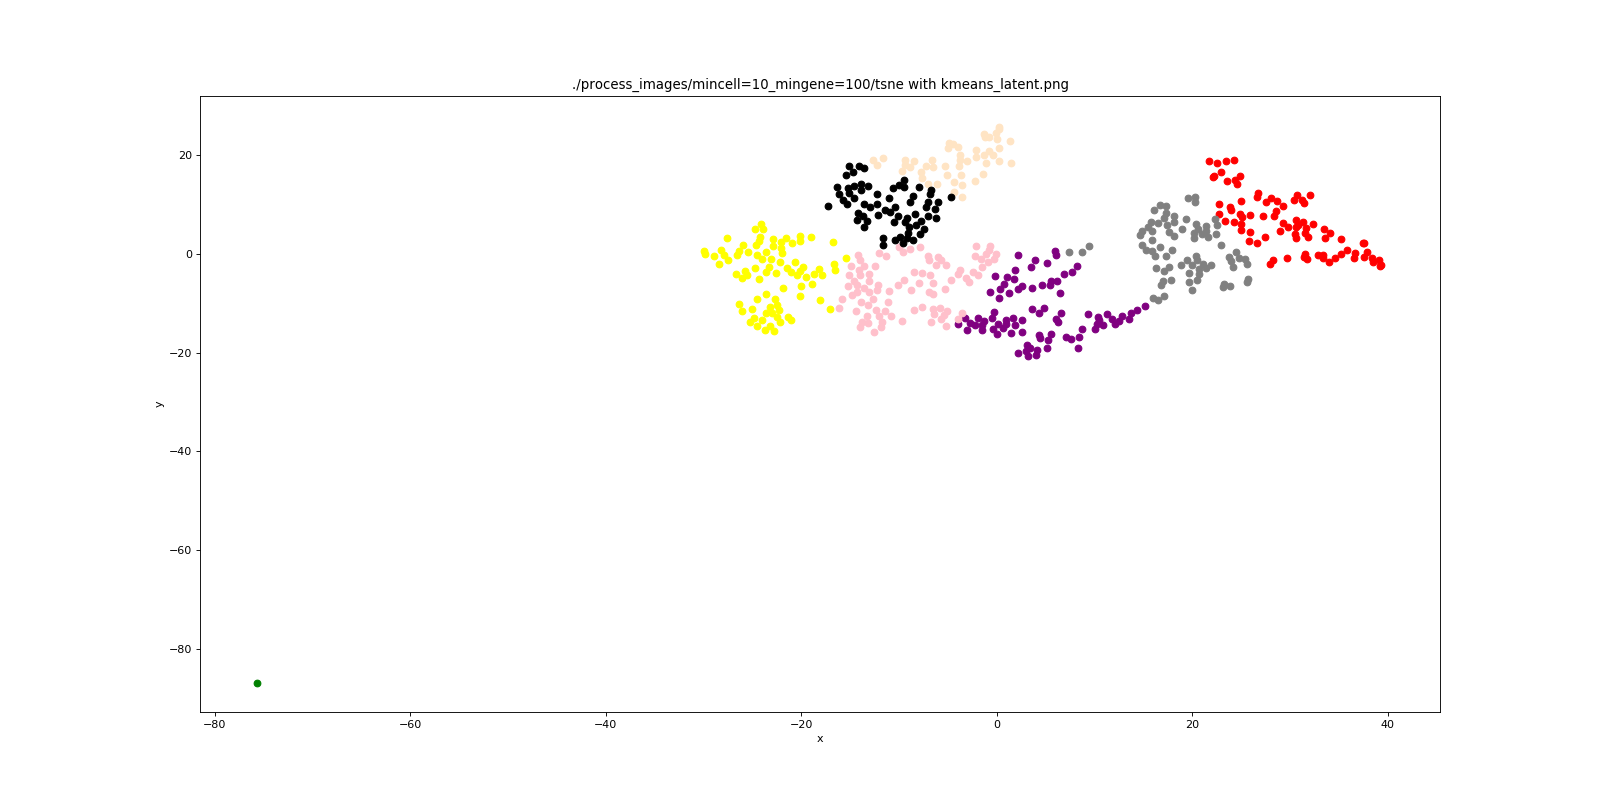 ./process_images/mincell=10_mingene=100/tsne with kmeans_latent.png
20
0
−20
−40
−60
−80
y
−80 −60 −40 −20 0 20 40
x